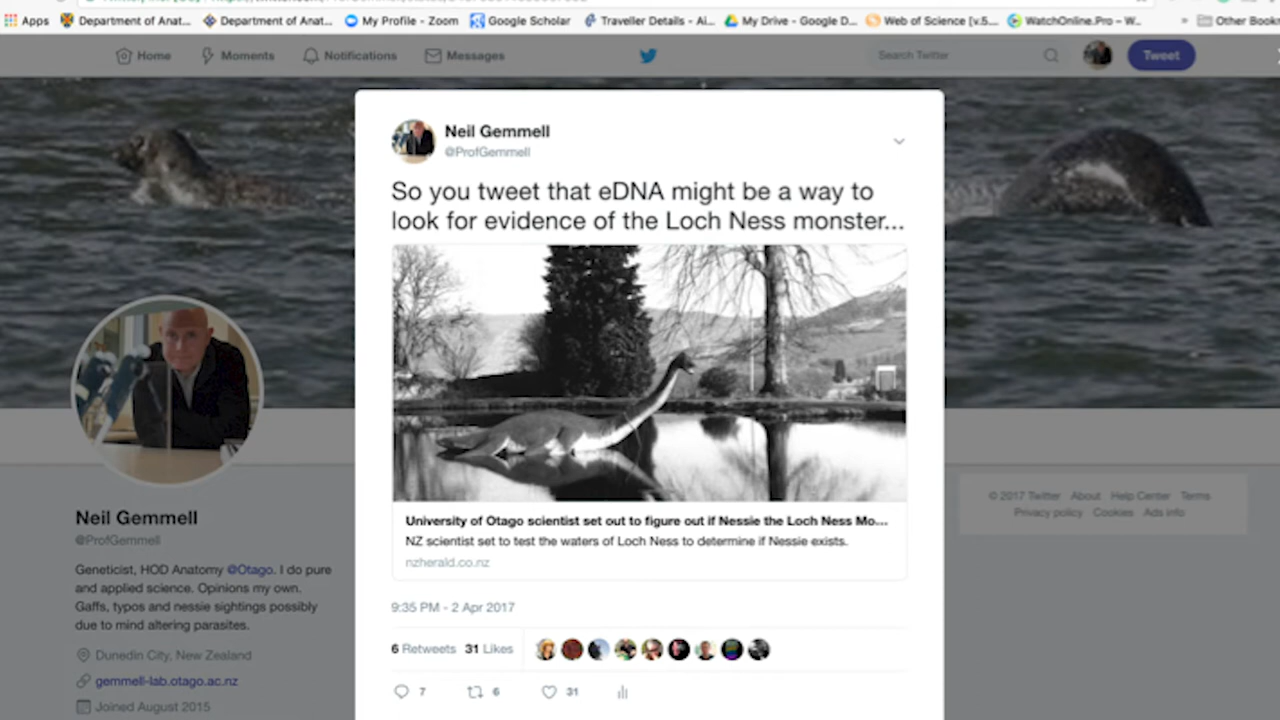 Apps
Department of Anat...
Department of Anat...
My Profile - Zoom
Google Scholar
Traveller Details - Ai...
My Drive - Google D...
Web of Science [v.5....
WatchOnline.Pro – W...
»
Other Book
Home
Moments
Notifications
Messages
Search Twitter
Tweet
Neil Gemmell
@ProfGemmell
So you tweet that eDNA might be a way to
look for evidence of the Loch Ness monster...
University of Otago scientist set out to figure out if Nessie the Loch Ness Mo...
NZ scientist set to test the waters of Loch Ness to determine if Nessie exists.
nzherald.co.nz
9:35 PM - 2 Apr 2017
6 Retweets 31 Likes
7 6 31
Neil Gemmell
@ProfGemmell
Geneticist, HOD Anatomy @Otago. I do pure
and applied science. Opinions my own.
Gaffs, typos and nessie sightings possibly
due to mind altering parasites.
Dunedin City, New Zealand
gemmell-lab.otago.ac.nz
Joined August 2015
© 2017 Twitter About Help Center Terms
Privacy policy Cookies Ads info